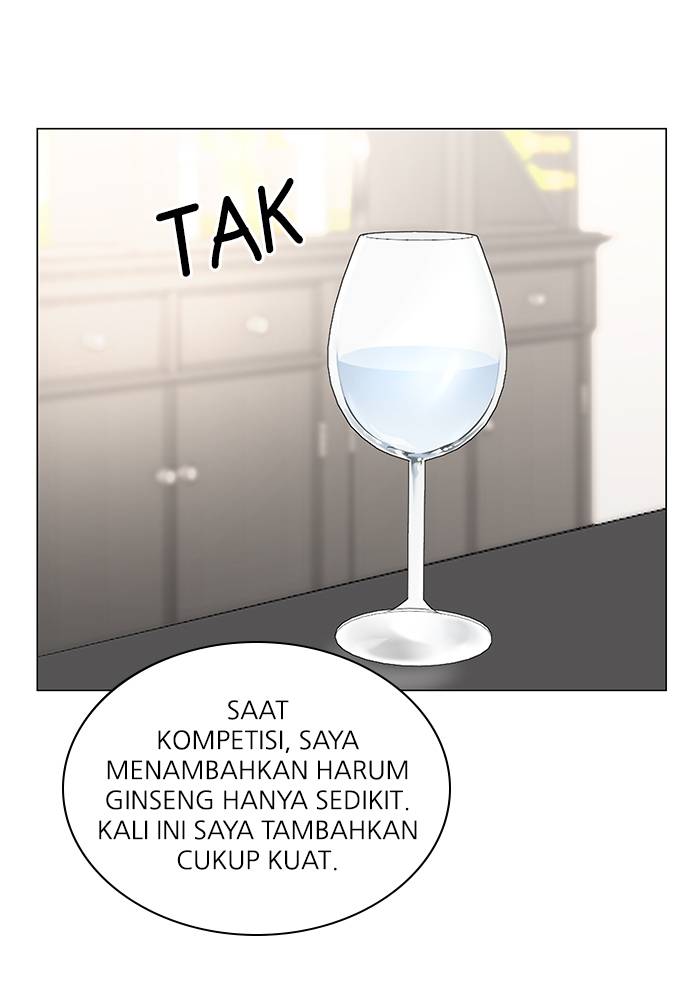 TAK
SAAT
KOMPETISI, SAYA
MENAMBAHKAN HARUM
GINSENG HANYA SEDIKIT.
KALI INI SAYA TAMBAHKAN
CUKUP KUAT.